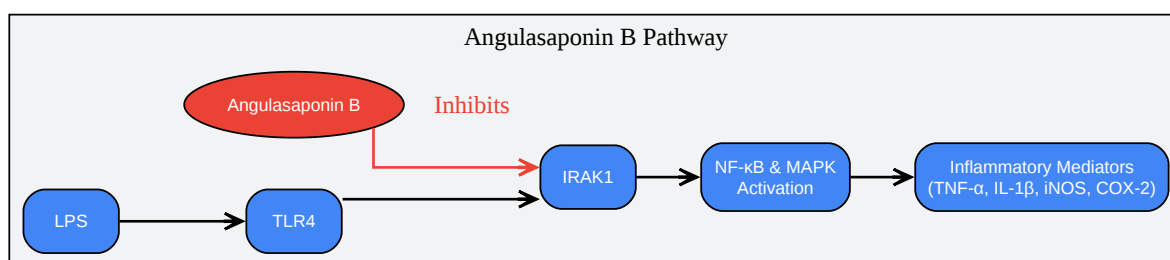 Angulasaponin B Pathway
Angulasaponin B
Inhibits
LPS
TLR4
IRAK1
NF-κB & MAPK
Activation
Inflammatory Mediators
(TNF-α, IL-1β, iNOS, COX-2)